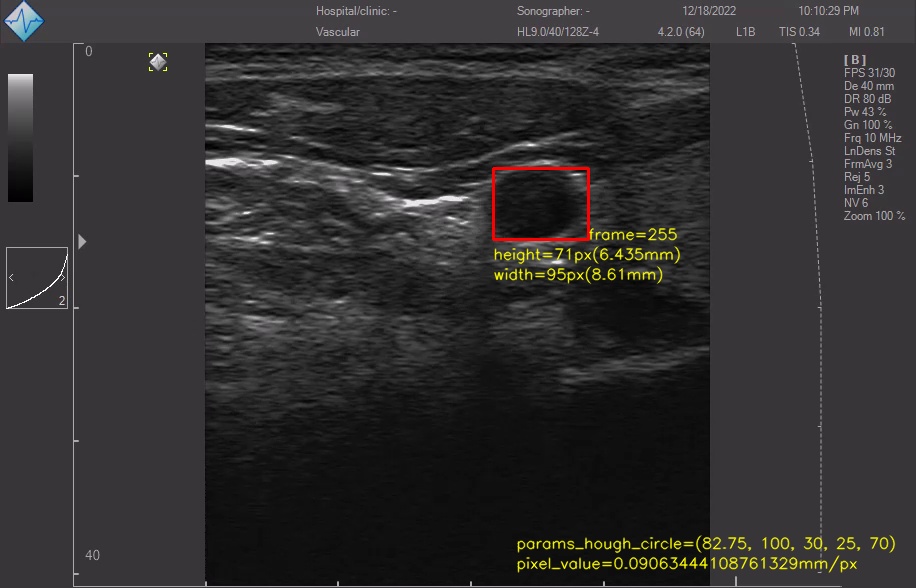 Hospital/clinic: - Sonographer: - 12/18/2022 10:10:29 PM
Vascular HL9.0/40/128Z-4 4.2.0 (64) L1B TIS 0.34 MI 0.81
0
[ B ]
FPS 31/30
De 40 mm
DR 80 dB
Pw 43 %
Gn 100 %
Frq 10 MHz
LnDens St
FrmAvg 3
Rej 5
ImEnh 3
NV 6
Zoom 100 %
frame=255
height=71px(6.435mm)
width=95px(8.61mm)
2
params_hough_circle=(82.75, 100, 30, 25, 70)
40
pixel_value=0.09063444108761329mm/px